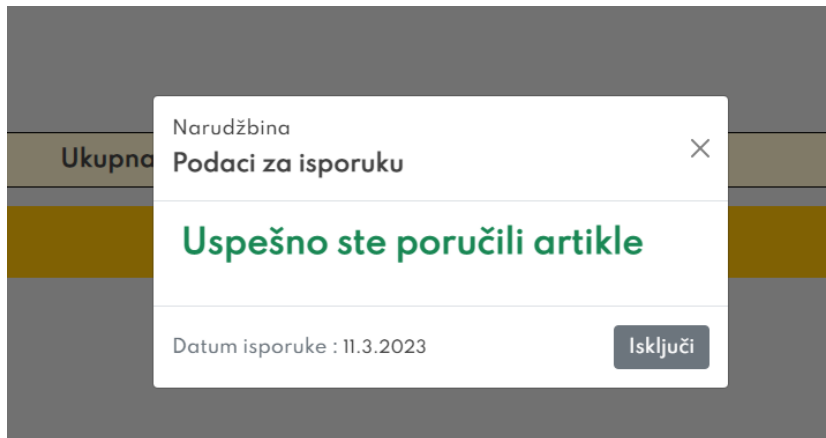 Narudžbina
Podaci za isporuku
Ukupna
Uspešno ste poručili artikle
Datum isporuke : 11.3.2023
Isključi